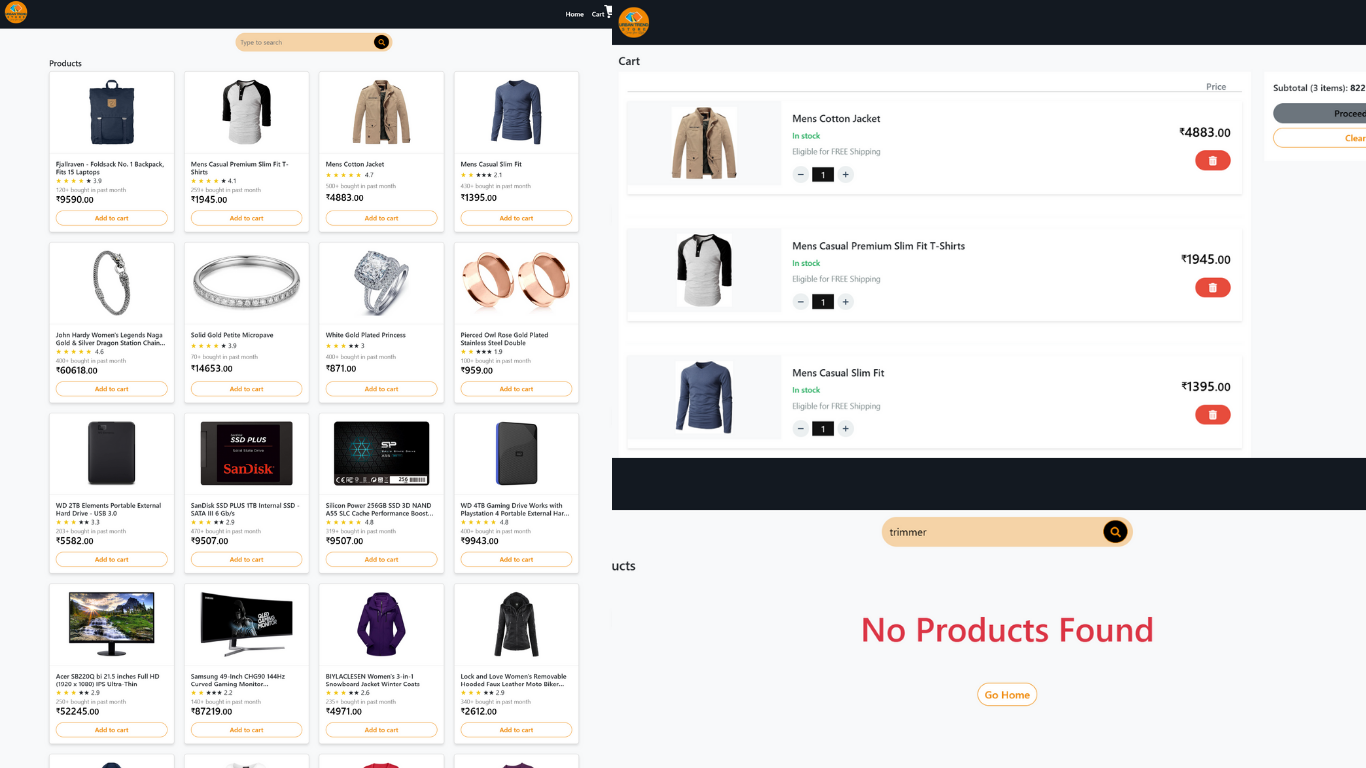 Home Cart
Type to search
Products
Fjallraven - Foldsack No. 1 Backpack,
Fits 15 Laptops
3.9
120+ bought in past month
₹9590.00
Add to cart
Mens Casual Premium Slim Fit T-
Shirts
4.1
259+ bought in past month
₹1945.00
Add to cart
Mens Cotton Jacket
4.7
500+ bought in past month
₹4883.00
Add to cart
Mens Casual Slim Fit
2.1
430+ bought in past month
₹1395.00
Add to cart
John Hardy Women's Legends Naga
Gold & Silver Dragon Station Chain...
4.6
400+ bought in past month
₹60618.00
Add to cart
Solid Gold Petite Micropave
3.9
70+ bought in past month
₹14653.00
Add to cart
White Gold Plated Princess
3
400+ bought in past month
₹871.00
Add to cart
Pierced Owl Rose Gold Plated
Stainless Steel Double
1.9
100+ bought in past month
₹959.00
Add to cart
WD 2TB Elements Portable External
Hard Drive - USB 3.0
3.3
203+ bought in past month
₹5582.00
Add to cart
SSD PLUS
SanDisk
SanDisk SSD PLUS 1TB Internal SSD -
SATA III 6 Gb/s
2.9
470+ bought in past month
₹9507.00
Add to cart
SP
256
Silicon Power 256GB SSD 3D NAND
A55 SLC Cache Performance Boost...
4.8
319+ bought in past month
₹9507.00
Add to cart
WD 4TB Gaming Drive Works with
Playstation 4 Portable External Har...
4.8
400+ bought in past month
₹9943.00
Add to cart
Acer SB220Q bi 21.5 inches Full HD
(1920 x 1080) IPS Ultra-Thin
2.9
250+ bought in past month
₹52245.00
Add to cart
QLED
GAMING
MONITOR
Samsung 49-Inch CHG90 144Hz
Curved Gaming Monitor...
2.2
140+ bought in past month
₹87219.00
Add to cart
BIYLACLESEN Women's 3-in-1
Snowboard Jacket Winter Coats
2.6
235+ bought in past month
₹4971.00
Add to cart
Lock and Love Women's Removable
Hooded Faux Leather Moto Biker...
2.9
340+ bought in past month
₹2612.00
Add to cart
URBAN TREND
STORE
Cart
Price
Mens Cotton Jacket
In stock
Eligible for FREE Shipping
1
₹4883.00
Mens Casual Premium Slim Fit T-Shirts
In stock
Eligible for FREE Shipping
1
₹1945.00
Mens Casual Slim Fit
In stock
Eligible for FREE Shipping
1
₹1395.00
Subtotal (3 items): 822
Proceed
Clear
trimmer
ucts
No Products Found
Go Home